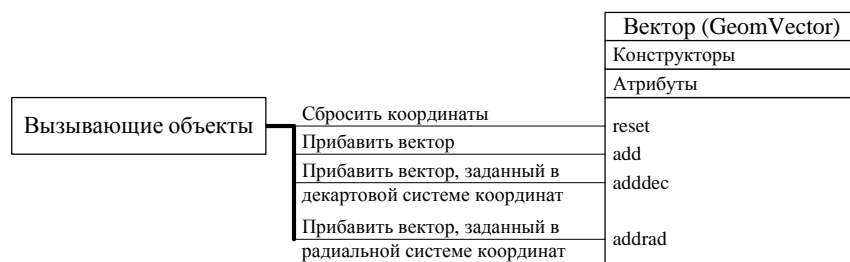 Вектор (GeomVector)
Конструкторы
Атрибуты
Вызывающие объекты
Сбросить координаты
reset
Прибавить вектор
add
Прибавить вектор, заданный в
декартовой системе координат
adddec
Прибавить вектор, заданный в
радиальной системе координат
addrad